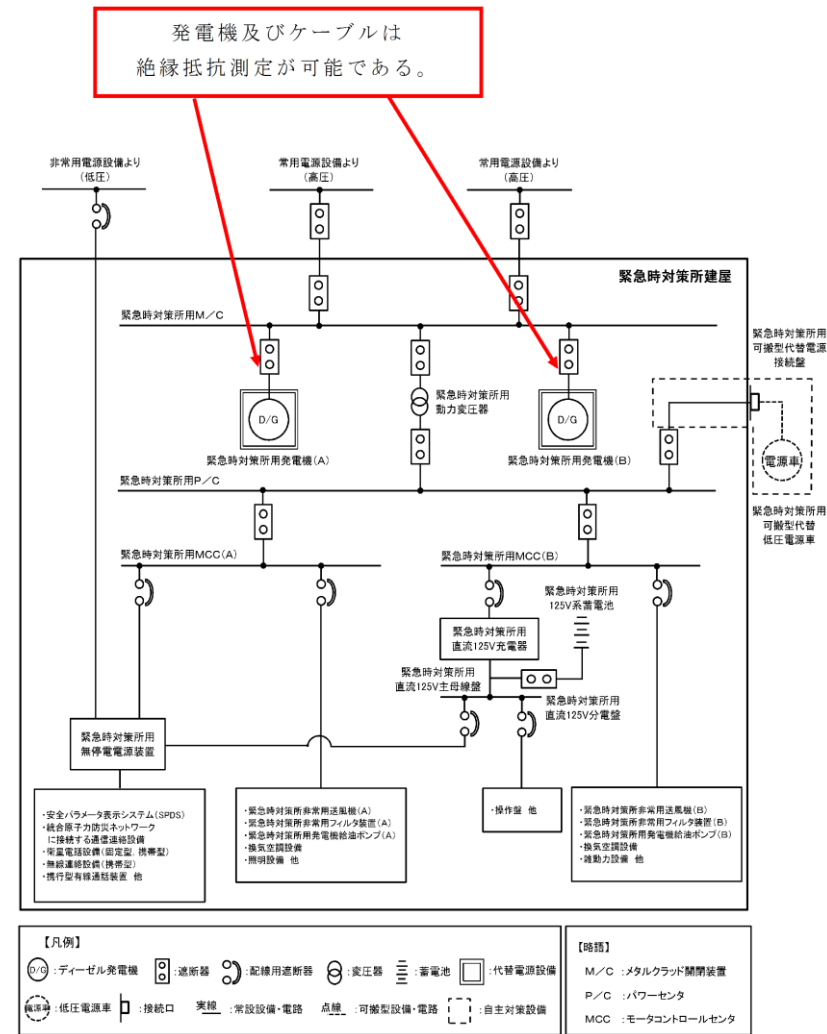 発電機及びケーブルは
絶縁抵抗測定が可能である。
非常用電源設備より
(低圧)
常用電源設備より
(高圧)
常用電源設備より
(高圧)
緊急時対策所建屋
緊急時対策所用M/C
緊急時対策所用
可搬型代替電源
接続盤
緊急時対策所用
動力変圧器
D/G
D/G
緊急時対策所用発電機(A)
緊急時対策所用発電機(B)
電源車
緊急時対策所用P/C
緊急時対策所用
可搬型代替
低圧電源車
緊急時対策所用MCC(A)
緊急時対策所用MCC(B)
緊急時対策所用
125V系蓄電池
緊急時対策所用
直流125V充電器
緊急時対策所用
直流125V主母線盤
緊急時対策所用
直流125V分電盤
緊急時対策所用
無停電電源装置
・安全パラメータ表示システム(SPDS)
・統合原子力防災ネットワーク
に接続する通信連絡設備
・衛星電話設備(固定型、携帯型)
・無線連絡設備(携帯型)
・携行型有線通話装置 他
・緊急時対策所非常用送風機(A)
・緊急時対策所非常用フィルタ装置(A)
・緊急時対策所用発電機給油ポンプ(A)
・換気空調設備
・照明設備 他
・操作盤 他
・緊急時対策所非常用送風機(B)
・緊急時対策所非常用フィルタ装置(B)
・緊急時対策所用発電機給油ポンプ(B)
・換気空調設備
・雑動力設備 他
【凡例】
D/G :ディーゼル発電機 :遮断器 :配線用遮断器 :変圧器 :蓄電池 :代替電源設備
電源車 :低圧電源車 :接続口 実線 :常設設備・電路 点線 :可搬型設備・電路 :自主対策設備
【略語】
M/C :メタルクラッド開閉装置
P/C :パワーセンタ
MCC :モータコントロールセンタ